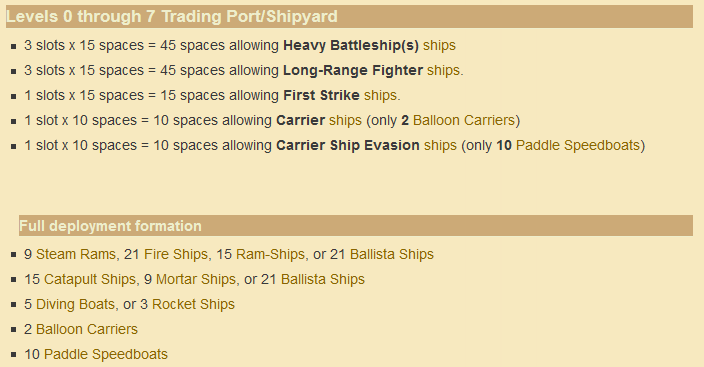 Levels 0 through 7 Trading Port/Shipyard
3 slots x 15 spaces = 45 spaces allowing Heavy Battleship(s) ships
3 slots x 15 spaces = 45 spaces allowing Long-Range Fighter ships.
1 slots x 15 spaces = 15 spaces allowing First Strike ships.
1 slot x 10 spaces = 10 spaces allowing Carrier ships (only 2 Balloon Carriers)
1 slot x 10 spaces = 10 spaces allowing Carrier Ship Evasion ships (only 10 Paddle Speedboats)
Full deployment formation
9 Steam Rams, 21 Fire Ships, 15 Ram-Ships, or 21 Ballista Ships
15 Catapult Ships, 9 Mortar Ships, or 21 Ballista Ships
5 Diving Boats, or 3 Rocket Ships
2 Balloon Carriers
10 Paddle Speedboats